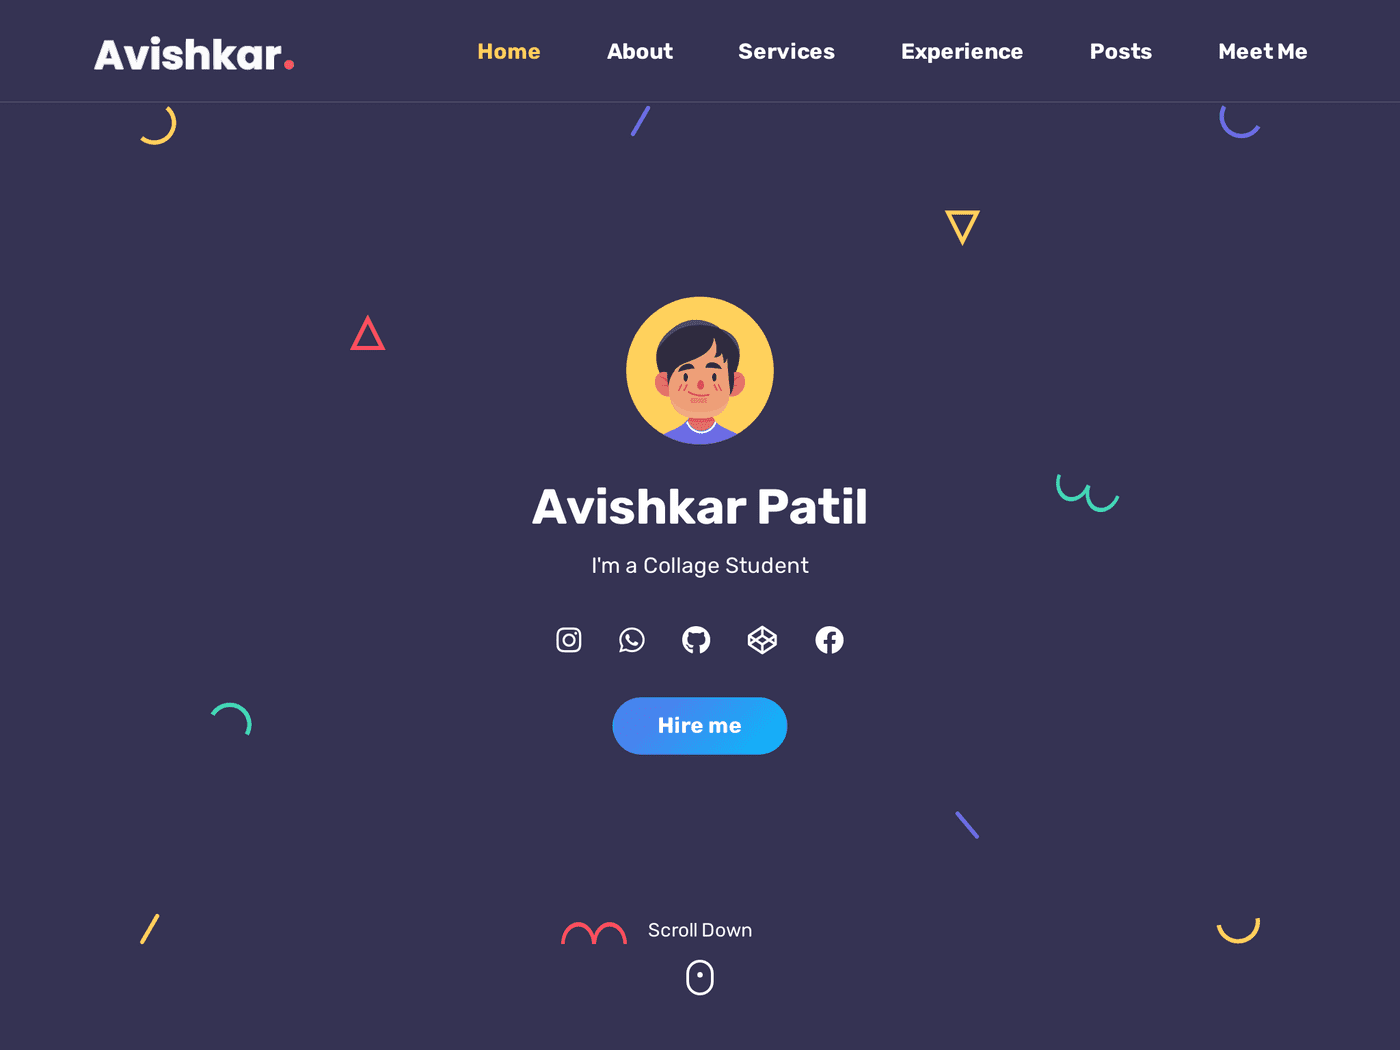 Avishkar.
Home About Services Experience Posts Meet Me
Avishkar Patil
I'm a Collage Student
Hire me
Scroll Down